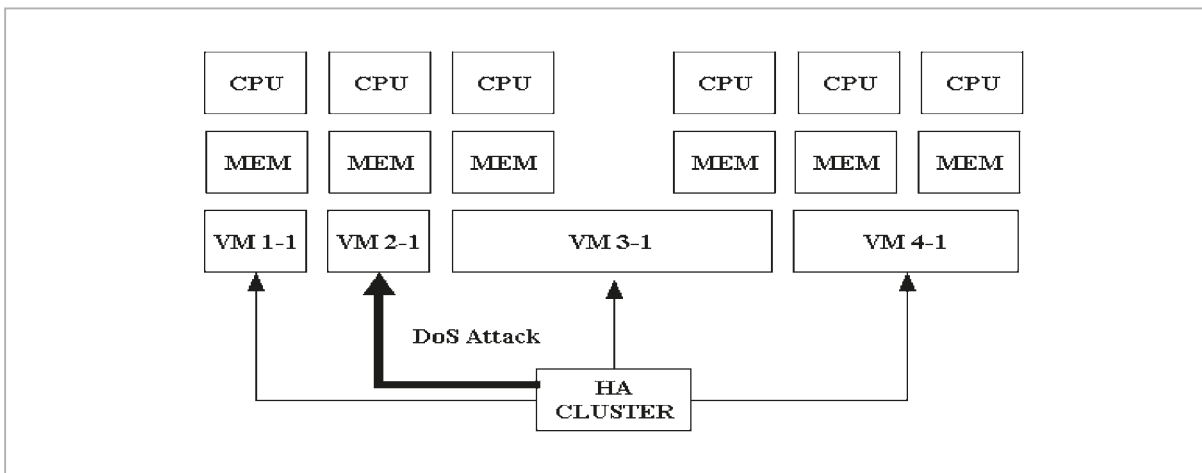 CPU CPU CPU CPU CPU CPU
MEM MEM MEM MEM MEM MEM
VM 1-1 VM 2-1 VM 3-1 VM 4-1
DoS Attack
HA
CLUSTER